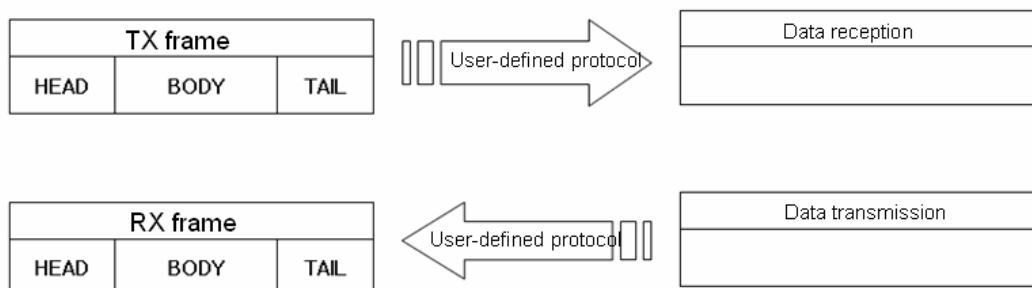 TX frame
HEAD BODY TAIL
User-defined protocol
Data reception
RX frame
HEAD BODY TAIL
User-defined protocol
Data transmission